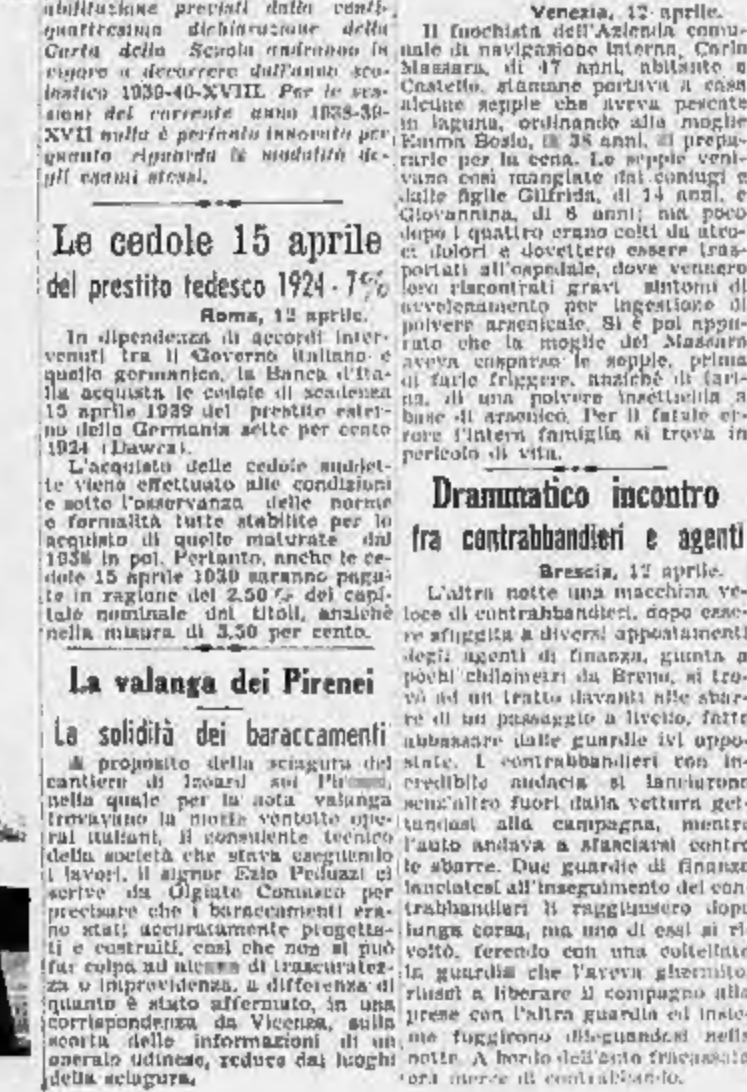 abilitazione previsti dalla venti-
quattresima dichiarazione della
Carta della Scuola andranno in
vigore a decorrere dall'anno sco-
lastico 1939-40-XVIII. Per le ses-
sioni del corrente anno 1938-39-
XVII nulla è pertanto innovato per
quanto riguarda le modalità de-
gli esami stessi.
Le cedole 15 aprile
del prestito tedesco 1924 - 7%
Roma, 12 aprile.
In dipendenza di accordi inter-
venuti tra il Governo italiano e
quello germanico, la Banca d'Ita-
lia acquista le cedole di scadenza
15 aprile 1939 del prestito ester-
no della Germania sette per cento
1924 (Dawes).
L'acquisto delle cedole suddet-
te viene effettuato alle condizioni
e sotto l'osservanza delle norme
e formalità tutte stabilite per lo
acquisto di quelle maturate dal
1936 in poi. Pertanto, anche le ce-
dole 15 aprile 1939 saranno paga-
te in ragione del 2,50 % del capi-
tale nominale dei titoli, anzichè
nella misura di 3,50 per cento.
La valanga dei Pirenei
La solidità dei baraccamenti
A proposito della sciagura del
cantiere di Izourd sui
nella quale per la nota valanga
trovavano la morte ventotto ope-
rai italiani, il consulente tecnico
della società che stava eseguendo
i lavori, il signor Ezio Peduzzi ci
scrive da Olgiate Comasco per
precisare che i baraccamenti era-
no stati accuratamente progetta-
ti e costruiti, così che non si può
far colpa ad di trascuratez-
za o improvvidenza, a differenza di
quanto è stato affermato, in una
corrispondenza da Vicenza, sulla
scorta delle informazioni di un
operaio udinese, reduce dai luoghi
della sciagura.
Venezia, 12 aprile.
Il fuochista dell'Azienda comu-
nale di navigazione interna, Carlo
Massara, di 47 anni, abitante a
Castello, stamane portava a casa
alcune seppie che aveva pescate
in laguna, ordinando alla moglie
Emma Bosio, di 38 anni, di prepa-
rarle per la cena. Le seppie veni-
vano così mangiate dai coniugi e
dalle figlie Gilfrida, di 14 anni, e
Giovannina, di 6 anni; ma poco
dopo i quattro erano colti da atro-
ci dolori e dovettero essere tras-
portati all'ospedale, dove vennero
loro riscontrati gravi sintomi di
avvelenamento per ingestione di
polvere arsenicale. Si è poi appu-
rato che la moglie del Massara
aveva cosparso le seppie, prima
di farle friggere, anzichè di fari-
na, di una polvere insetticida a
base di arsenico. Per il fatale er-
rore l'intera famiglia si trova in
pericolo di vita.
Drammatico incontro
fra contrabbandieri e agenti
Brescia, 12 aprile.
L'altra notte una macchina ve-
loce di contrabbandieri, dopo esse-
re sfuggita a diversi appostamenti
degli agenti di finanza, giunta a
pochi chilometri da Breno, si tro-
vò ad un tratto davanti alle sbar-
re di un passaggio a livello, fatte
abbassare dalle guardie ivi appo-
state. I contrabbandieri con in-
credibile audacia si lanciarono
senz'altro fuori dalla vettura get-
tandosi alla campagna, mentre
l'auto andava a sfasciarsi contro
le sbarre. Due guardie di finanza
lanciatesi all'inseguimento dei con-
trabbandieri li raggiunsero dopo
lunga corsa, ma uno di essi si ri-
voltò, ferendo con una coltellata
la guardia che l'aveva ghermito,
riuscì a liberare il compagno alle
prese con l'altra guardia ed insie-
me fuggirono dileguandosi nella
notte. A bordo dell'auto fracassata
era merce di contrabbando.